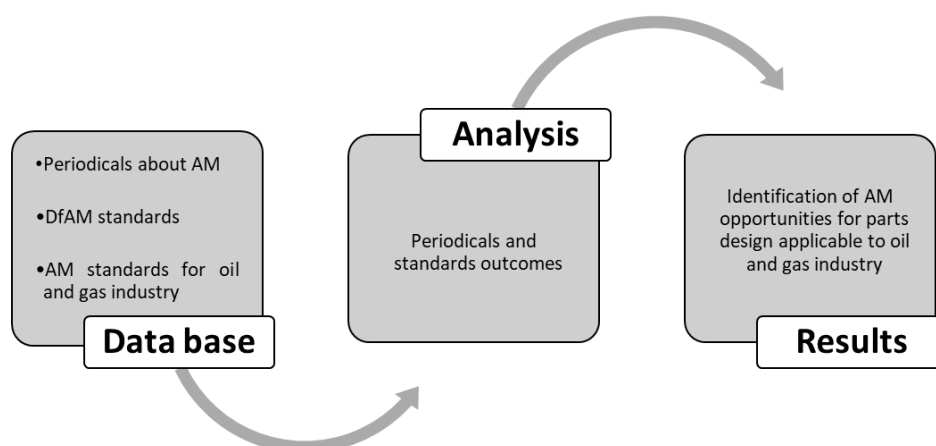 •Periodicals about AM
•DfAM standards
•AM standards for oil
and gas industry
Data base
Analysis
Periodicals and
standards outcomes
Identification of AM
opportunities for parts
design applicable to oil
and gas industry
Results